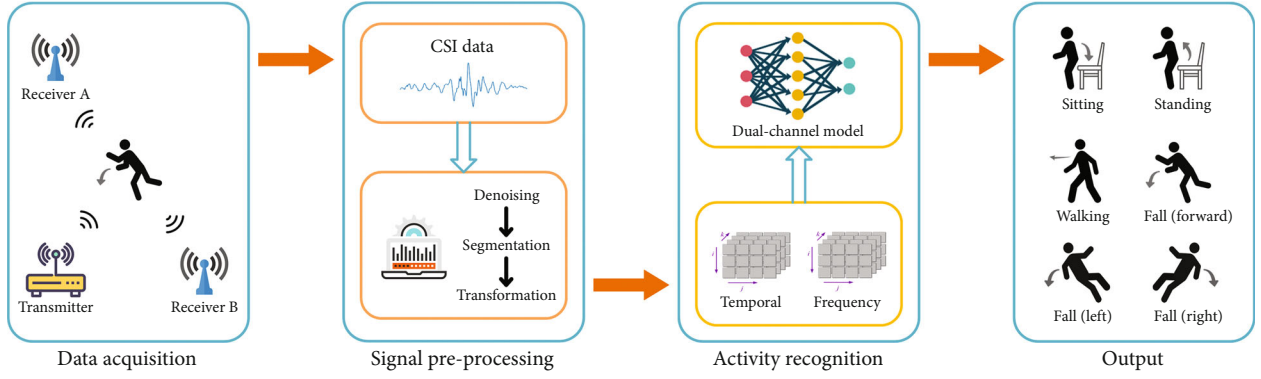 Receiver A
Transmitter
Receiver B
Data acquisition
CSI data
Denoising
Segmentation
Transformation
Signal pre-processing
Dual-channel model
k
i
j
Temporal
k
i
j
Frequency
Activity recognition
Sitting
Standing
Walking
Fall (forward)
Fall (left)
Fall (right)
Output